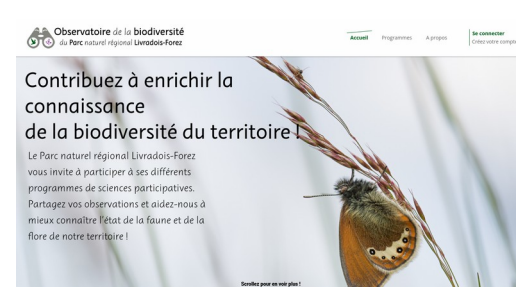 Observatoire de la biodiversité
du Parc naturel régional Livradois-Forez
Accueil Programmes A propos
Se connecter
Créez votre compte
Contribuez à enrichir la
connaissance
de la biodiversité du territoire !
Le Parc naturel régional Livradois-Forez
vous invite à participer à ses différents
programmes de sciences participatives.
Partagez vos observations et aidez-nous à
mieux connaître l'état de la faune et de la
flore de notre territoire !
Scrollez pour en voir plus !